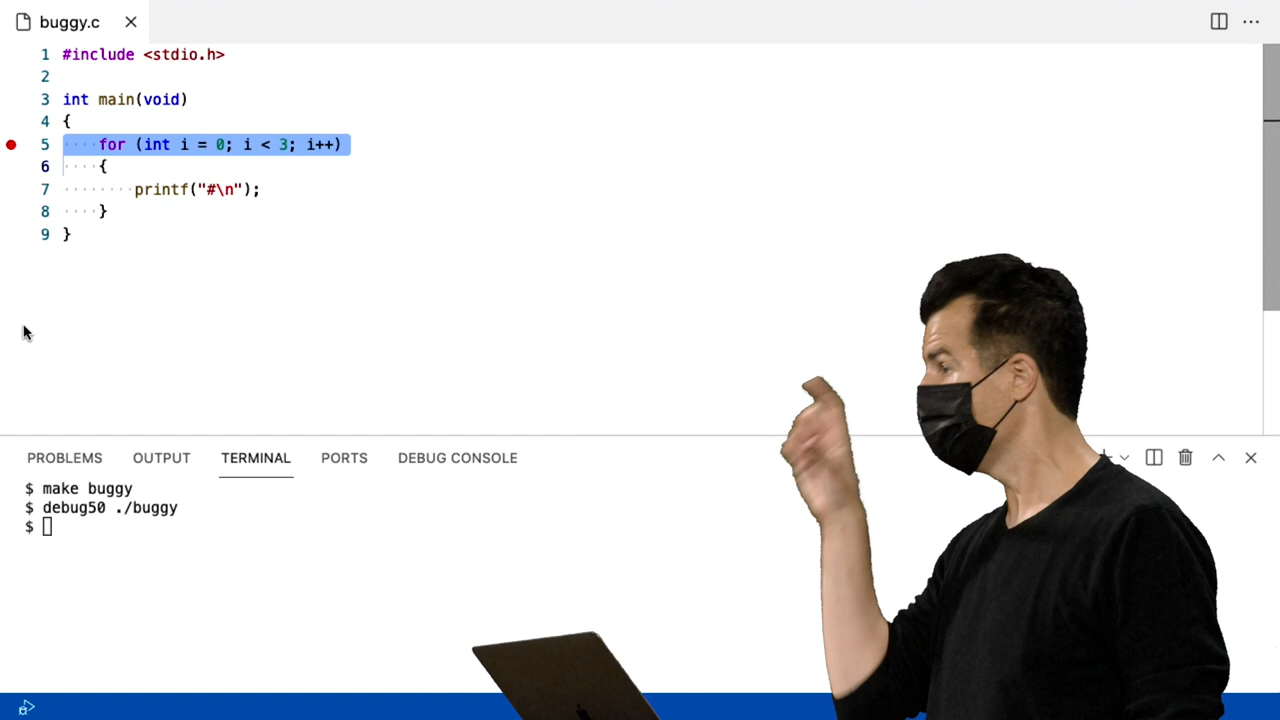 buggy.c
1 #include <stdio.h>
2
3 int main(void)
4 {
5 for (int i = 0; i < 3; i++)
6 {
7 printf("#\n");
8 }
9 }
PROBLEMS OUTPUT TERMINAL PORTS DEBUG CONSOLE
$ make buggy
$ debug50 ./buggy
$